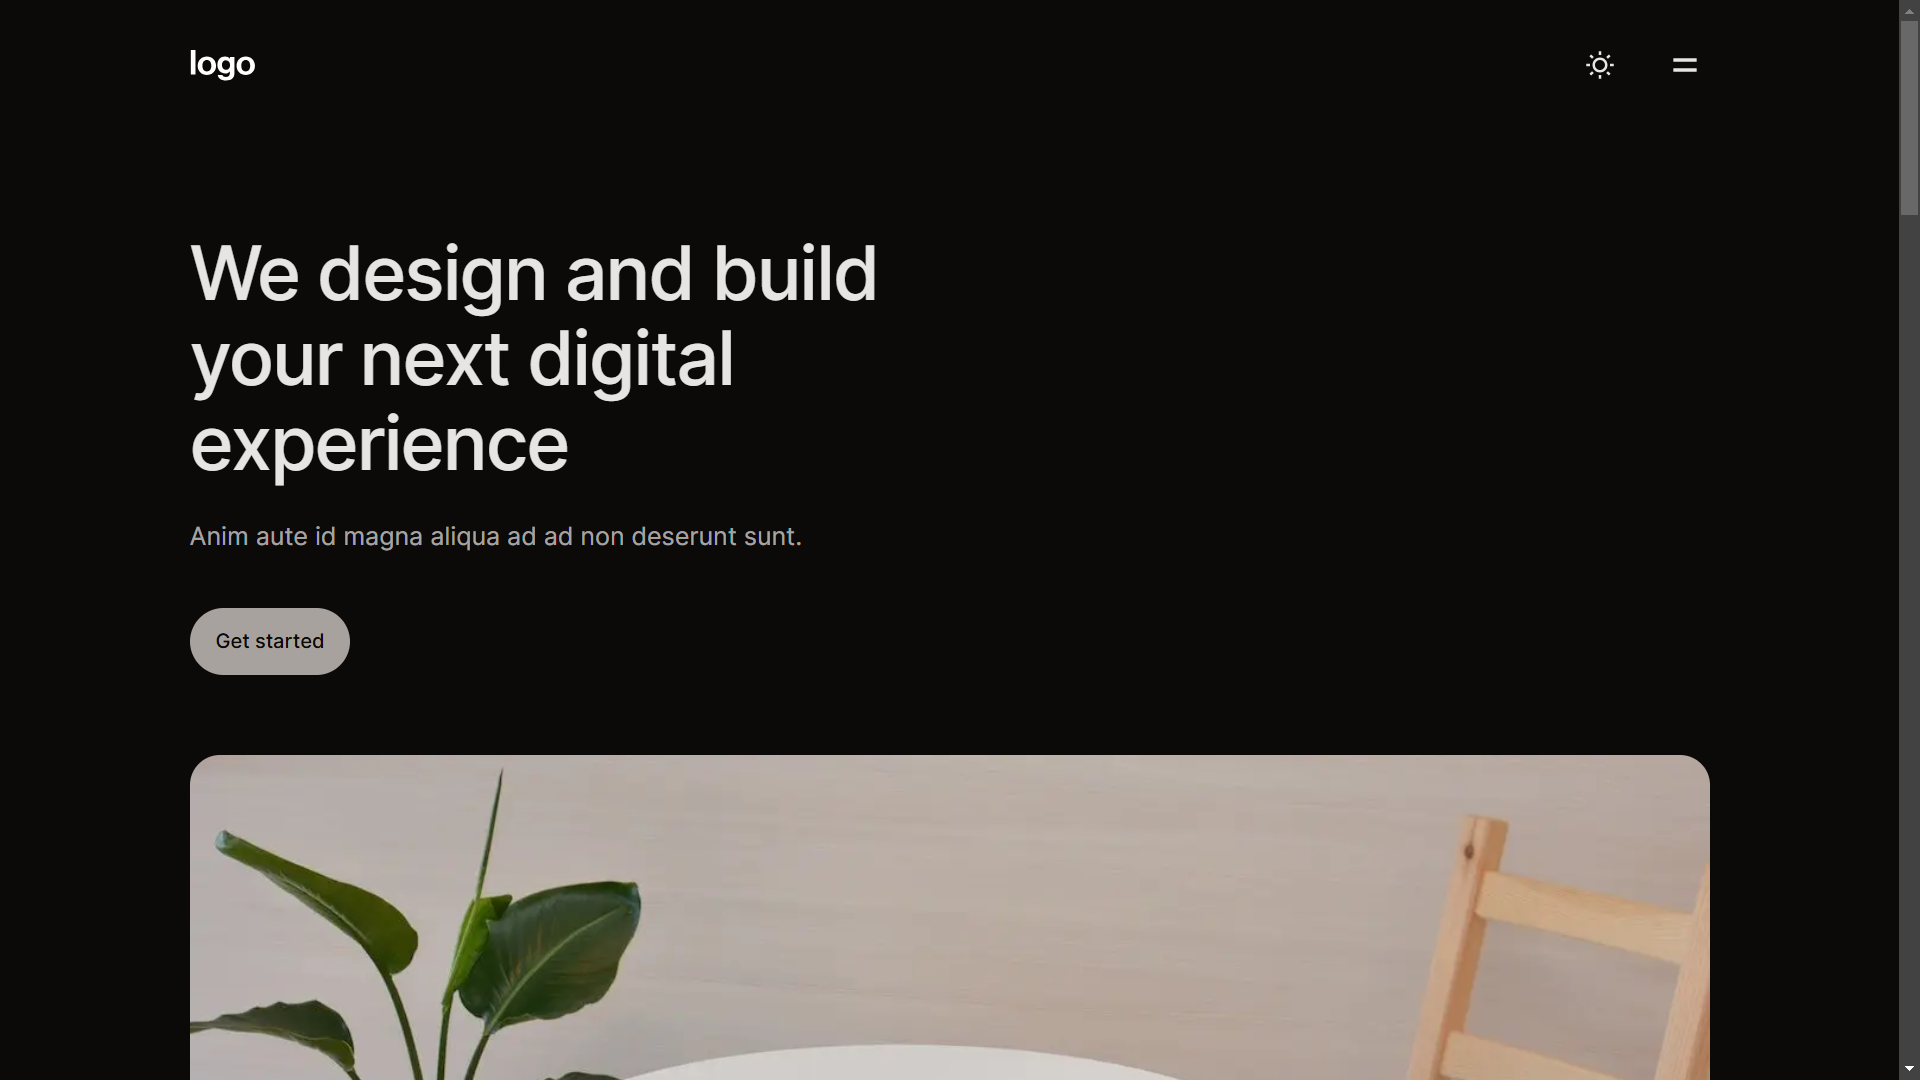 logo
We design and build
your next digital
experience
Anim aute id magna aliqua ad ad non deserunt sunt.
Get started